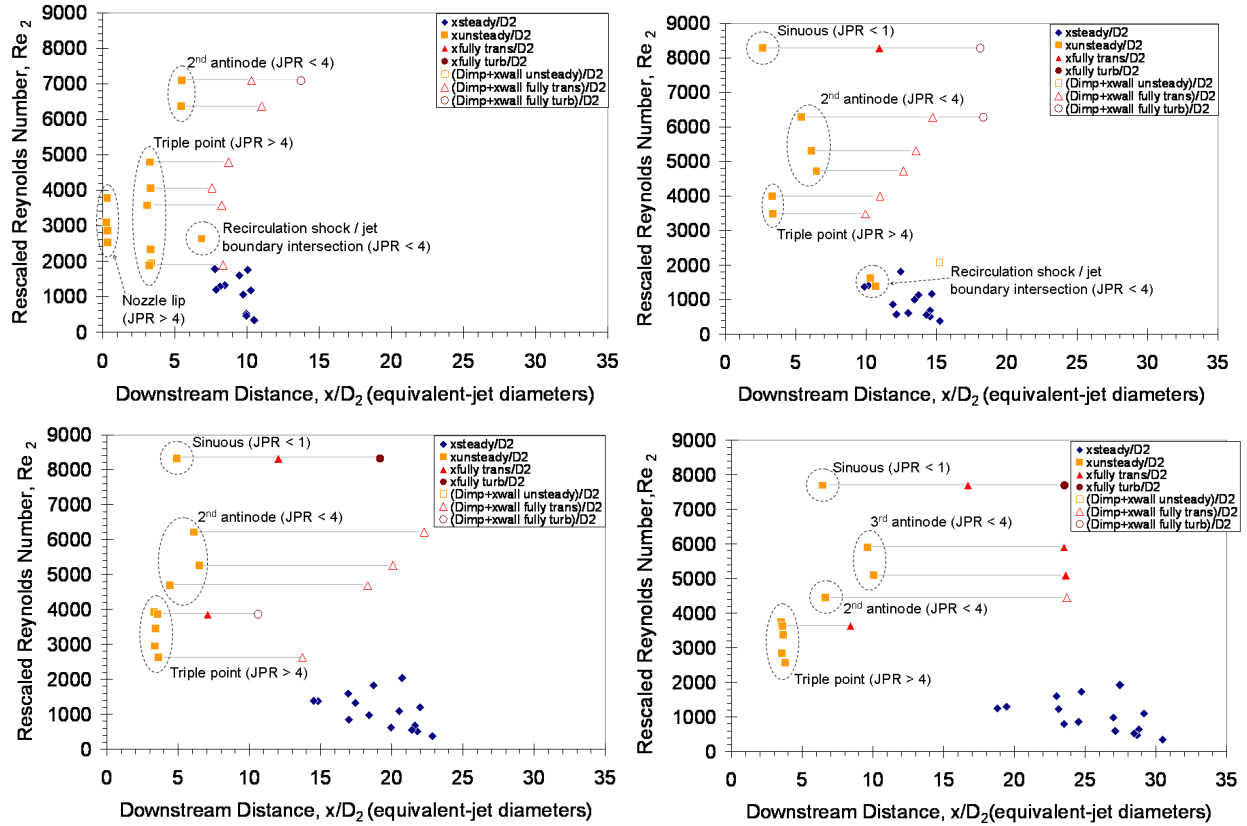 9000
8000
7000
6000
5000
4000
3000
2000
1000
0
Rescaled Reynolds Number, Re 2
0 5 10 15 20 25 30 35
Downstream Distance, x/D2 (equivalent-jet diameters)
2nd antinode (JPR < 4)
Triple point (JPR > 4)
Recirculation shock / jet
boundary intersection (JPR < 4)
Nozzle lip
(JPR > 4)
xsteady/D2
xunsteady/D2
xfully trans/D2
xfully turb/D2
(Dimp+xwall unsteady)/D2
(Dimp+xwall fully trans)/D2
(Dimp+xwall fully turb)/D2
9000
8000
7000
6000
5000
4000
3000
2000
1000
0
Rescaled Reynolds Number, Re 2
0 5 10 15 20 25 30 35
Downstream Distance, x/D2 (equivalent-jet diameters)
Sinuous (JPR < 1)
2nd antinode (JPR < 4)
Triple point (JPR > 4)
Recirculation shock / jet
boundary intersection (JPR < 4)
xsteady/D2
xunsteady/D2
xfully trans/D2
xfully turb/D2
(Dimp+xwall unsteady)/D2
(Dimp+xwall fully trans)/D2
(Dimp+xwall fully turb)/D2
9000
8000
7000
6000
5000
4000
3000
2000
1000
0
Rescaled Reynolds Number, Re 2
0 5 10 15 20 25 30 35
Downstream Distance, x/D2 (equivalent-jet diameters)
Sinuous (JPR < 1)
2nd antinode (JPR < 4)
Triple point (JPR > 4)
xsteady/D2
xunsteady/D2
xfully trans/D2
xfully turb/D2
(Dimp+xwall unsteady)/D2
(Dimp+xwall fully trans)/D2
(Dimp+xwall fully turb)/D2
9000
8000
7000
6000
5000
4000
3000
2000
1000
0
Rescaled Reynolds Number,Re 2
0 5 10 15 20 25 30 35
Downstream Distance, x/D2(equivalent-jet diameters)
Sinuous (JPR < 1)
3rd antinode (JPR < 4)
2nd antinode (JPR < 4)
Triple point (JPR > 4)
xsteady/D2
xunsteady/D2
xfully trans/D2
xfully turb/D2
(Dimp+xwall unsteady)/D2
(Dimp+xwall fully trans)/D2
(Dimp+xwall fully turb)/D2